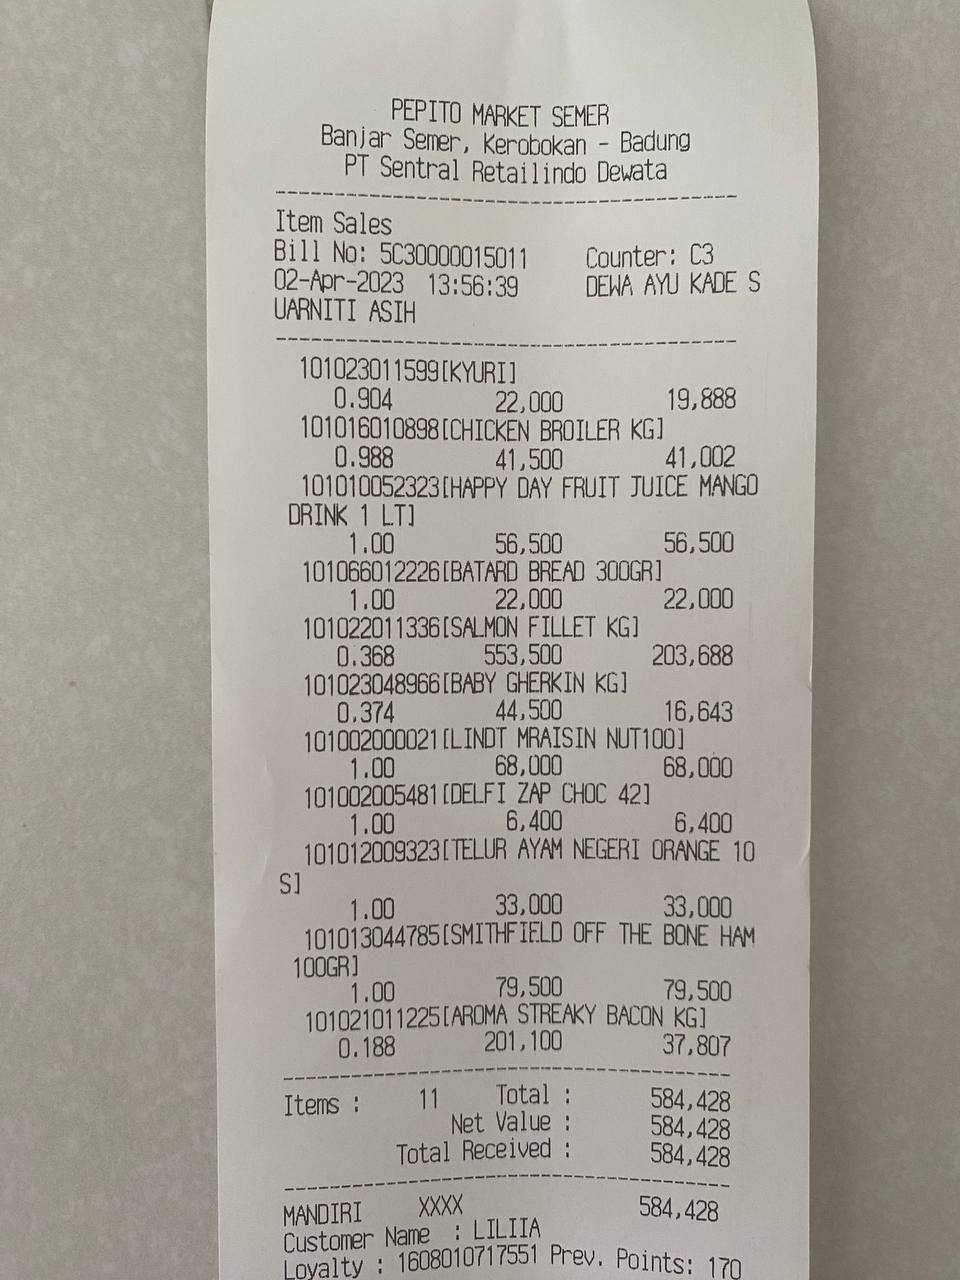 PEPITO MARKET SEMER
Banjar Semer, Kerobokan - Badung
PT Sentral Retailindo Dewata
Item Sales
Bill No: 5C30000015011 Counter: C3
02-Apr-2023 13:56:39 DEWA AYU KADE S
UARNITI ASIH
101023011599[KYURI]
0.904 22,000 19,888
101016010898[CHICKEN BROILER KG]
0.988 41,500 41,002
101010052323[HAPPY DAY FRUIT JUICE MANGO
DRINK 1 LT]
1.00 56,500 56,500
101066012226[BATARD BREAD 300GR]
1.00 22,000 22,000
101022011336[SALMON FILLET KG]
0.368 553,500 203,688
101023048966[BABY GHERKIN KG]
0.374 44,500 16,643
101002000021[LINDT MRAISIN NUT100]
1.00 68,000 68,000
101002005481[DELFI ZAP CHOC 42]
1.00 6,400 6,400
101012009323[TELUR AYAM NEGERI ORANGE 10
S]
1.00 33,000 33,000
101013044785[SMITHFIELD OFF THE BONE HAM
100GR]
1.00 79,500 79,500
101021011225[AROMA STREAKY BACON KG]
0.188 201,100 37,807
Items : 11 Total : 584,428
Net Value : 584,428
Total Received : 584,428
MANDIRI XXXX 584,428
Customer Name : LILIIA
Loyalty : 1608010717551 Prev. Points: 170